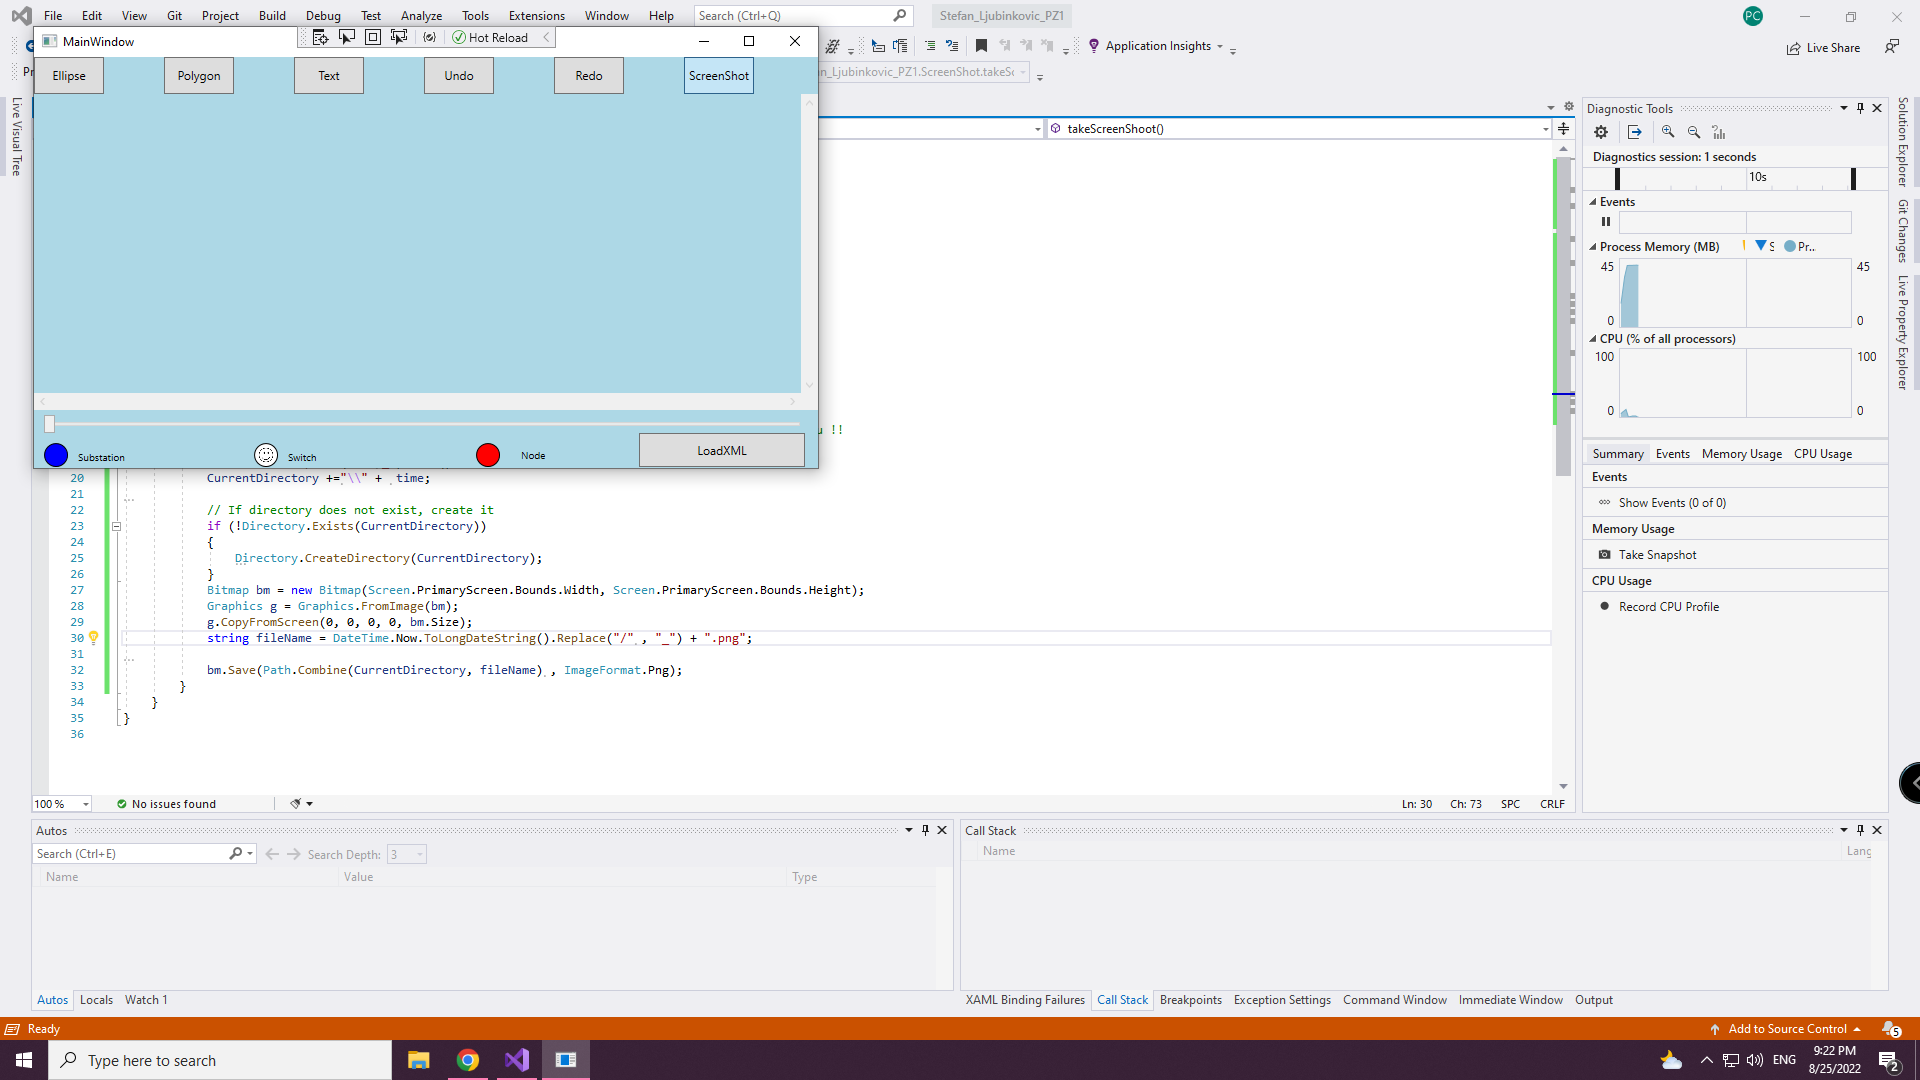 File Edit View Git Project Build Debug Test Analyze Tools Extensions Window Help Search (Ctrl+Q) Stefan_Ljubinkovic_PZ1 PC
MainWindow Hot Reload Application Insights Live Share
Ellipse Polygon Text Undo Redo ScreenShot
n_Ljubinkovic_PZ1.ScreenShot.takeSc
Live Visual Tree
takeScreenShoot()
Diagnostic Tools
Diagnostics session: 1 seconds
10s
Events
Process Memory (MB) S Pr...
45 45
0 0
CPU (% of all processors)
100 100
0 0
Summary Events Memory Usage CPU Usage
Events
Show Events (0 of 0)
Memory Usage
Take Snapshot
CPU Usage
Record CPU Profile
Solution Explorer
Git Changes
Live Property Explorer
!!
Substation Switch Node LoadXML
20 CurrentDirectory +="\\" + time;
21
22 // If directory does not exist, create it
23 if (!Directory.Exists(CurrentDirectory))
24 {
25 Directory.CreateDirectory(CurrentDirectory);
26 }
27 Bitmap bm = new Bitmap(Screen.PrimaryScreen.Bounds.Width, Screen.PrimaryScreen.Bounds.Height);
28 Graphics g = Graphics.FromImage(bm);
29 g.CopyFromScreen(0, 0, 0, 0, bm.Size);
30 string fileName = DateTime.Now.ToLongDateString().Replace("/" , "_") + ".png";
31
32 bm.Save(Path.Combine(CurrentDirectory, fileName) , ImageFormat.Png);
33 }
34 }
35 }
36
100 % No issues found Ln: 30 Ch: 73 SPC CRLF
Autos
Search (Ctrl+E) Search Depth: 3
Name Value Type
Autos Locals Watch 1
Call Stack
Name Lang
XAML Binding Failures Call Stack Breakpoints Exception Settings Command Window Immediate Window Output
Ready Add to Source Control 5
Type here to search ENG 9:22 PM
8/25/2022 2